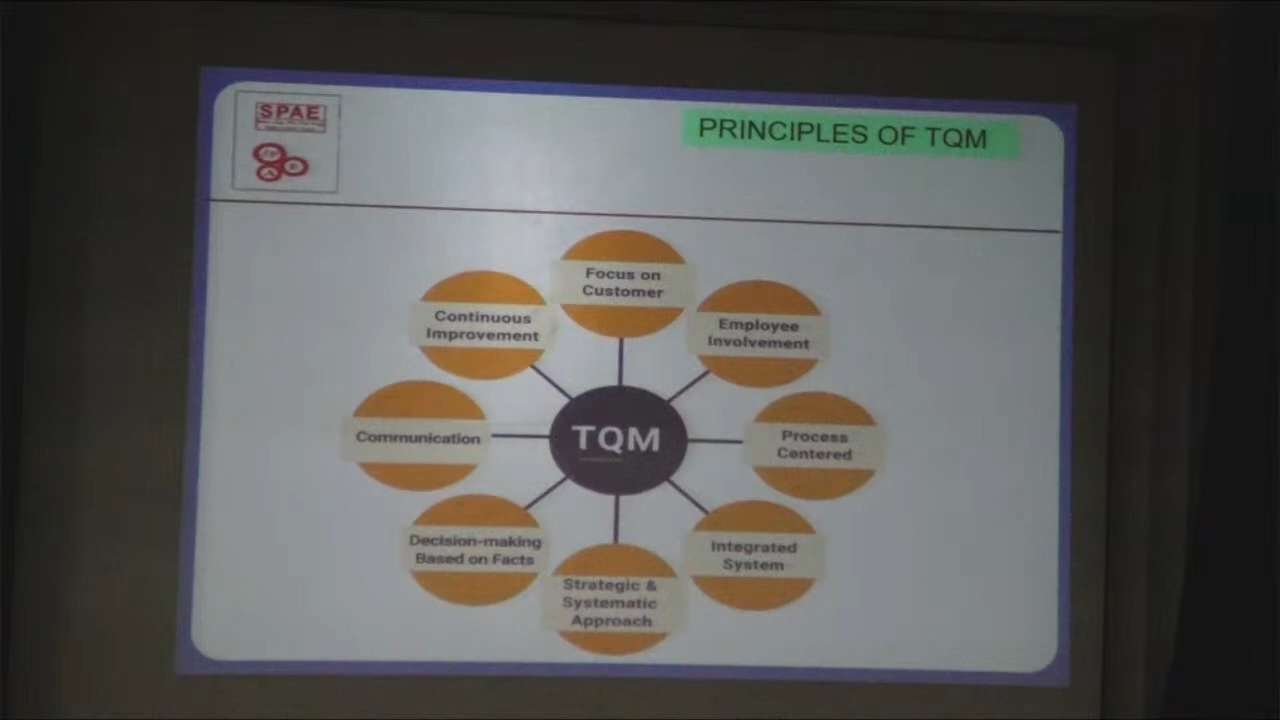 SPAE
PRINCIPLES OF TQM
Focus on
Customer
Employee
Involvement
Process
Centered
Integrated
System
Strategic &
Systematic
Approach
Decision-making
Based on Facts
Communication
Continuous
Improvement
TQM